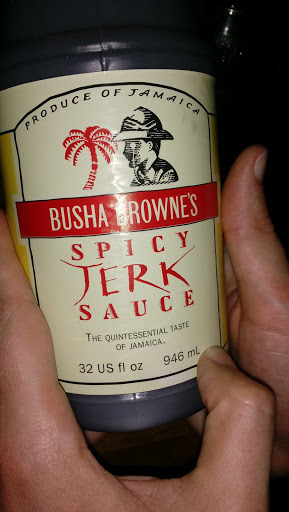 PRODUCE OF JAMAICA
BUSHA BROWNE'S
SPICY
JERK
SAUCE
THE QUINTESSENTIAL TASTE
OF JAMAICA.
32 US fl oz 946 mL